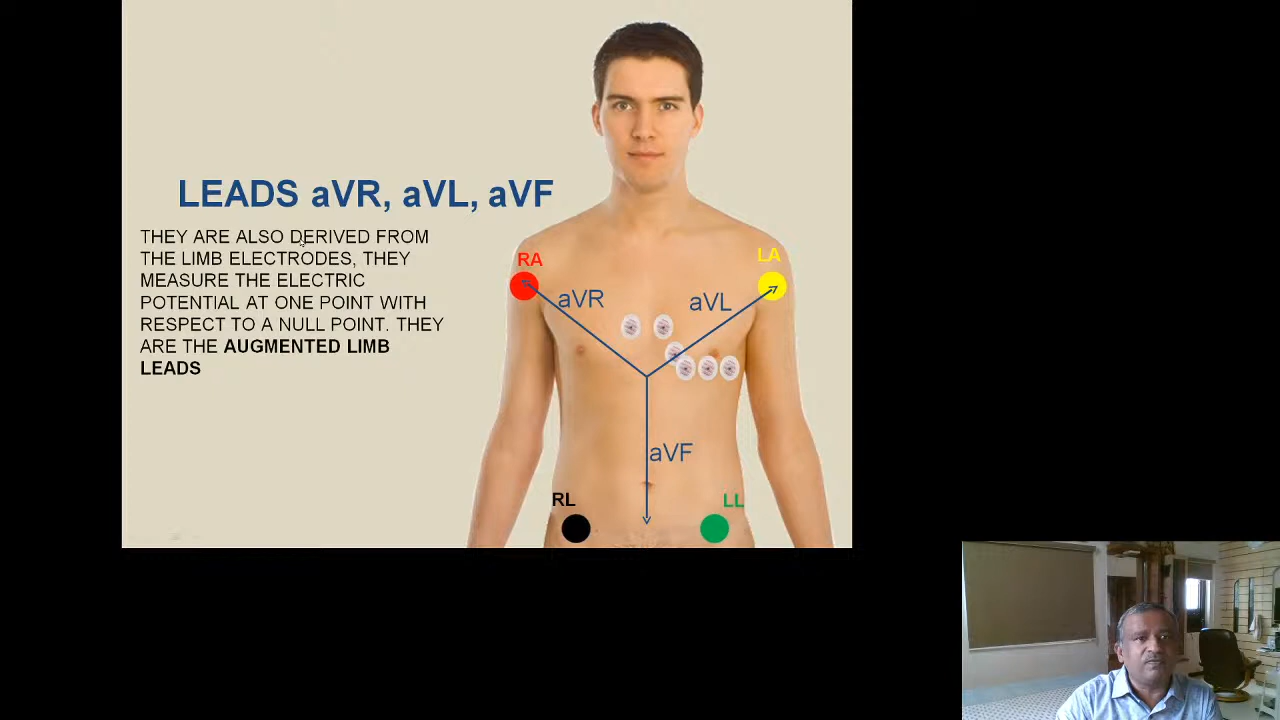 LEADS aVR, aVL, aVF
THEY ARE ALSO DERIVED FROM
THE LIMB ELECTRODES, THEY
MEASURE THE ELECTRIC
POTENTIAL AT ONE POINT WITH
RESPECT TO A NULL POINT. THEY
ARE THE AUGMENTED LIMB
LEADS
RA
LA
aVR
aVL
aVF
RL
LL